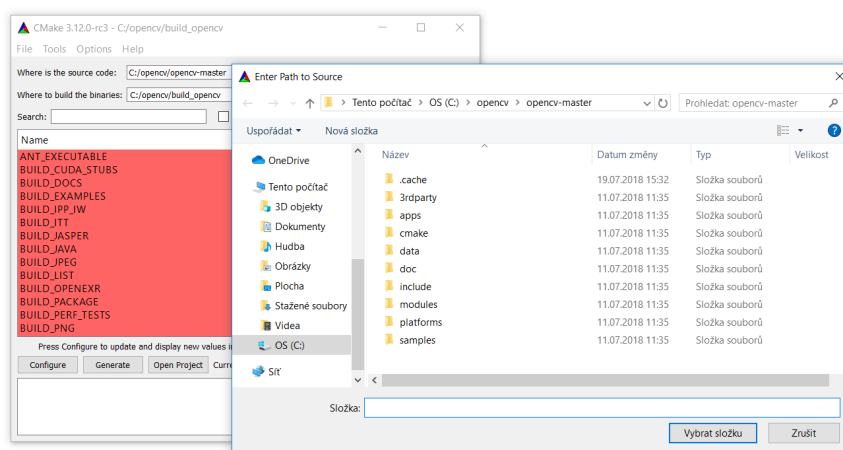 CMake 3.12.0-rc3 - C:/opencv/build_opencv
File Tools Options Help
Where is the source code: C:/opencv/opencv-master
Where to build the binaries: C:/opencv/build_opencv
Search:
Name
ANT_EXECUTABLE
BUILD_CUDA_STUBS
BUILD_DOCS
BUILD_EXAMPLES
BUILD_IPP_IW
BUILD_ITT
BUILD_JASPER
BUILD_JAVA
BUILD_JPEG
BUILD_LIST
BUILD_OPENEXR
BUILD_PACKAGE
BUILD_PERF_TESTS
BUILD_PNG
Press Configure to update and display new values i
Configure Generate Open Project Curre
Enter Path to Source
Tento počítač > OS (C:) > opencv > opencv-master
Prohledat: opencv-master
Uspořádat Nová složka
OneDrive
Tento počítač
3D objekty
Dokumenty
Hudba
Obrázky
Plocha
Stažené soubory
Videa
OS (C:)
Síť
Název Datum změny Typ Velikost
.cache 19.07.2018 15:32 Složka souborů
3rdparty 11.07.2018 11:35 Složka souborů
apps 11.07.2018 11:35 Složka souborů
cmake 11.07.2018 11:35 Složka souborů
data 11.07.2018 11:35 Složka souborů
doc 11.07.2018 11:35 Složka souborů
include 11.07.2018 11:35 Složka souborů
modules 11.07.2018 11:35 Složka souborů
platforms 11.07.2018 11:35 Složka souborů
samples 11.07.2018 11:35 Složka souborů
Složka:
Vybrat složku Zrušit